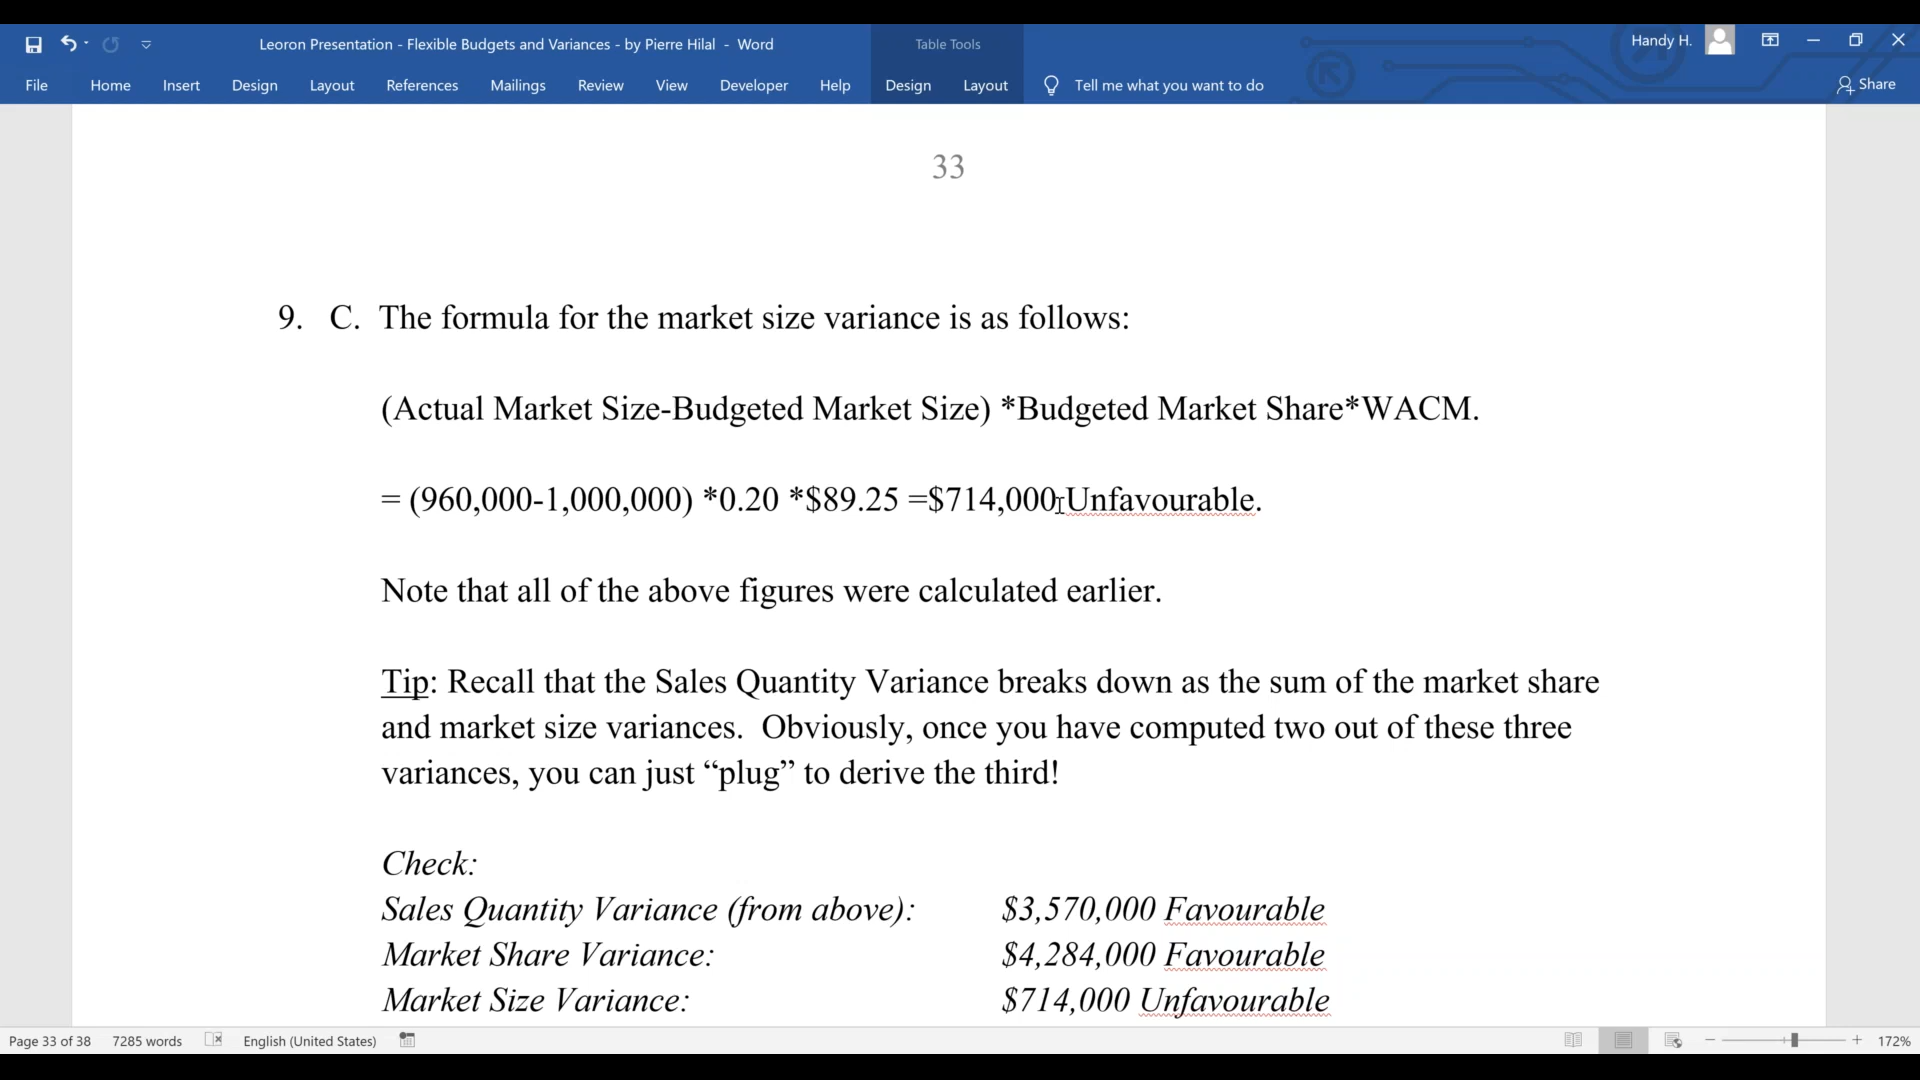 Leoron Presentation - Flexible Budgets and Variances - by Pierre Hilal - Word
Table Tools
Handy H.
File Home Insert Design Layout References Mailings Review View Developer Help Design Layout Tell me what you want to do Share
33
9. C. The formula for the market size variance is as follows:
(Actual Market Size-Budgeted Market Size) *Budgeted Market Share*WACM.
= (960,000-1,000,000) *0.20 *$89.25 =$714,000 Unfavourable.
Note that all of the above figures were calculated earlier.
Tip: Recall that the Sales Quantity Variance breaks down as the sum of the market share
and market size variances. Obviously, once you have computed two out of these three
variances, you can just “plug” to derive the third!
Check:
Sales Quantity Variance (from above): $3,570,000 Favourable
Market Share Variance: $4,284,000 Favourable
Market Size Variance: $714,000 Unfavourable
Page 33 of 38 7285 words English (United States) 172%